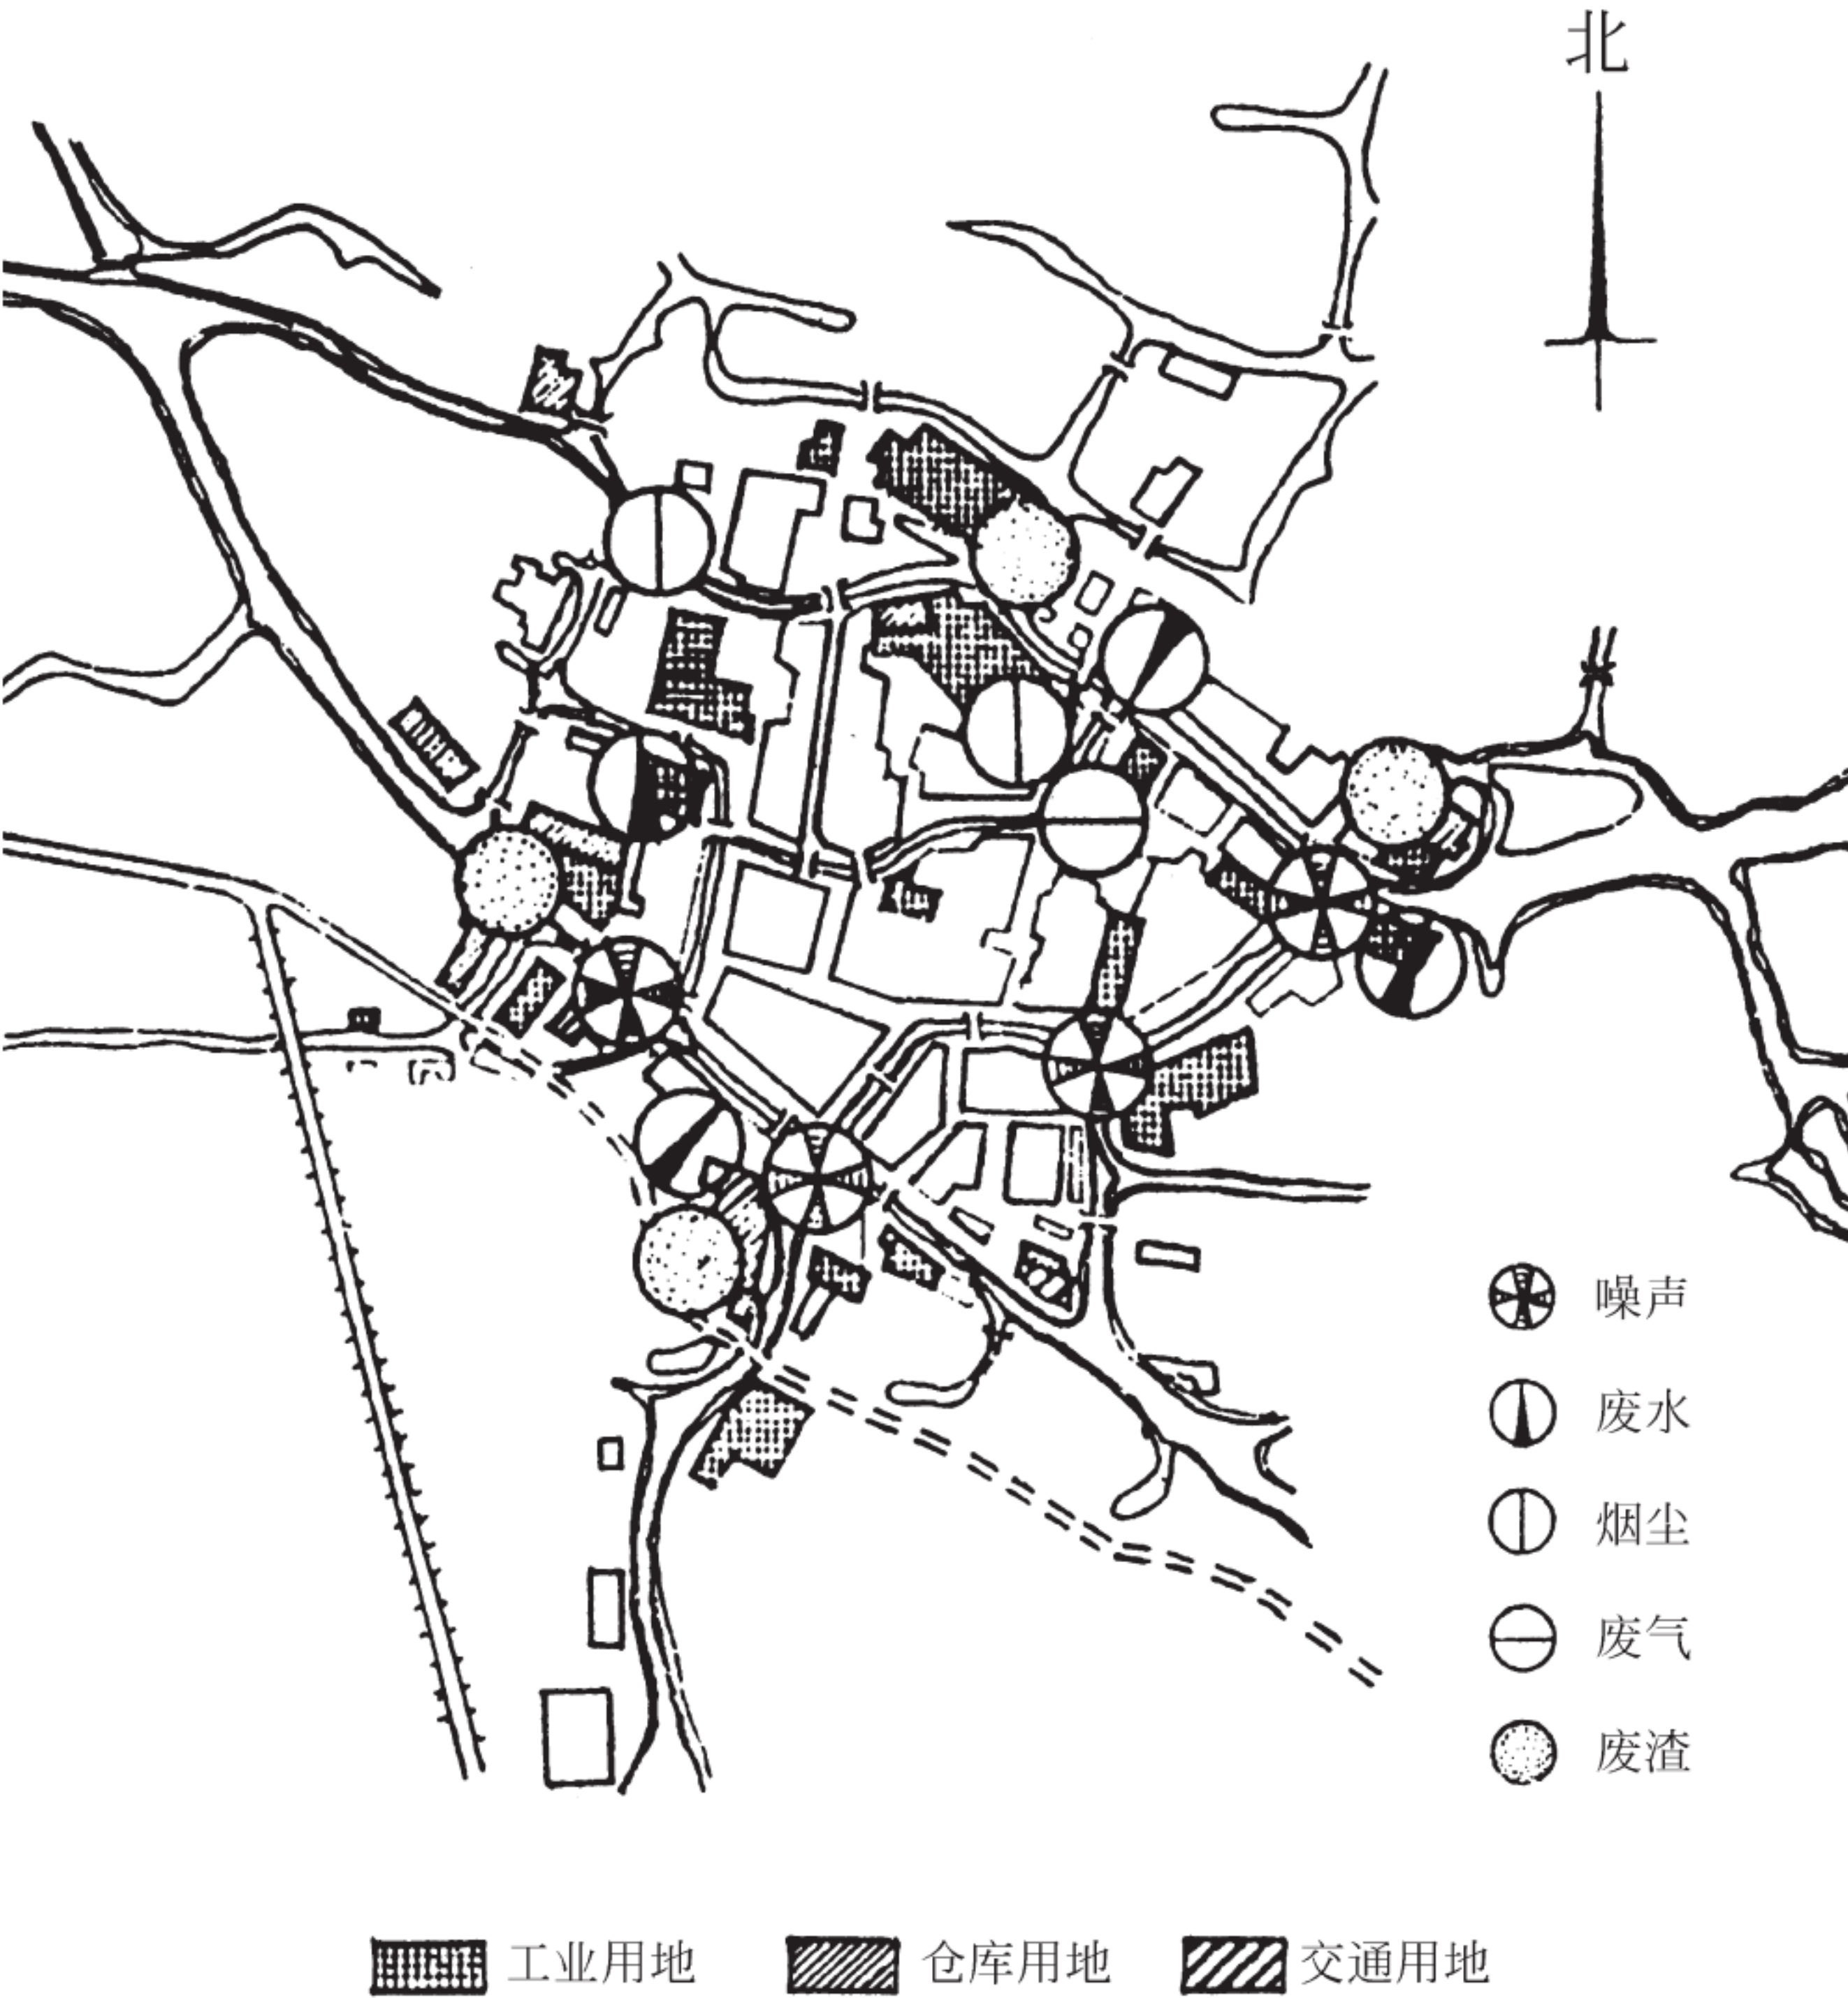 北
噪声
废水
烟尘
废气
废渣
工业用地 仓库用地 交通用地